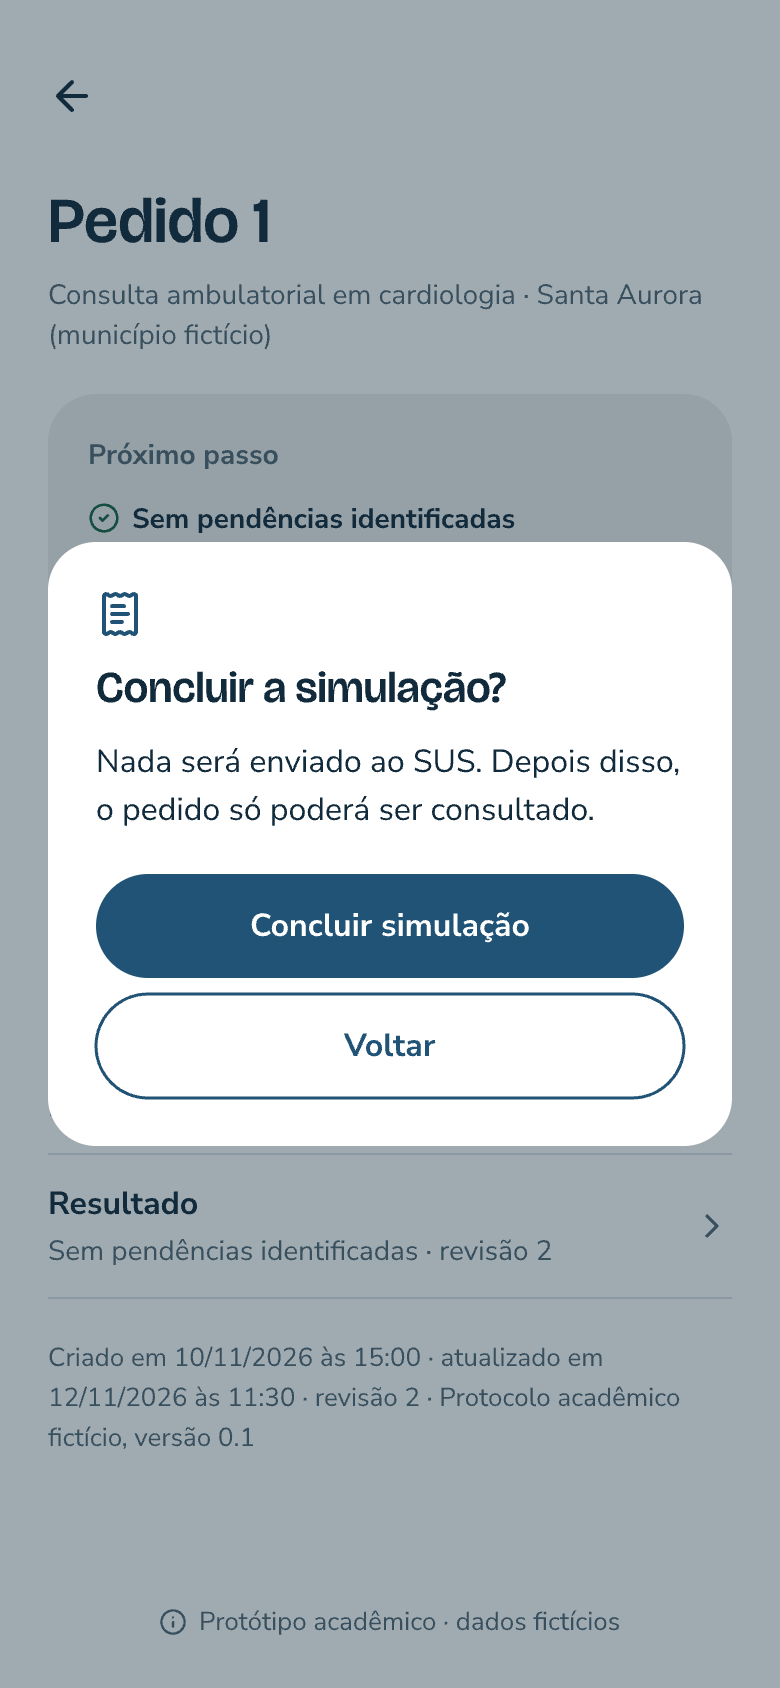 Pedido 1
Consulta ambulatorial em cardiologia · Santa Aurora
(município fictício)
Próximo passo
Sem pendências identificadas
Concluir a simulação?
Nada será enviado ao SUS. Depois disso,
o pedido só poderá ser consultado.
Concluir simulação
Voltar
Resultado
Sem pendências identificadas · revisão 2
Criado em 10/11/2026 às 15:00 · atualizado em
12/11/2026 às 11:30 · revisão 2 · Protocolo acadêmico
fictício, versão 0.1
Protótipo acadêmico · dados fictícios